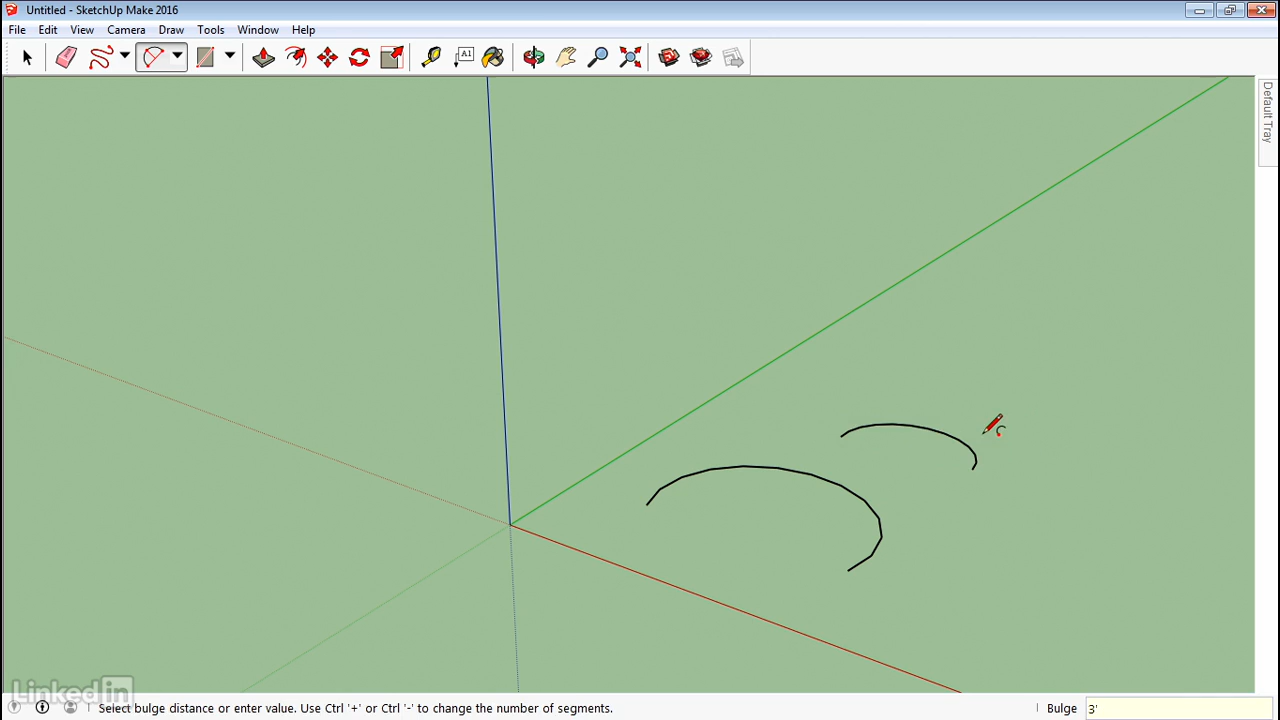 Untitled - SketchUp Make 2016
File Edit View Camera Draw Tools Window Help
A1
Default Tray
Linked in
Select bulge distance or enter value. Use Ctrl '+' or Ctrl '-' to change the number of segments. Bulge 3'